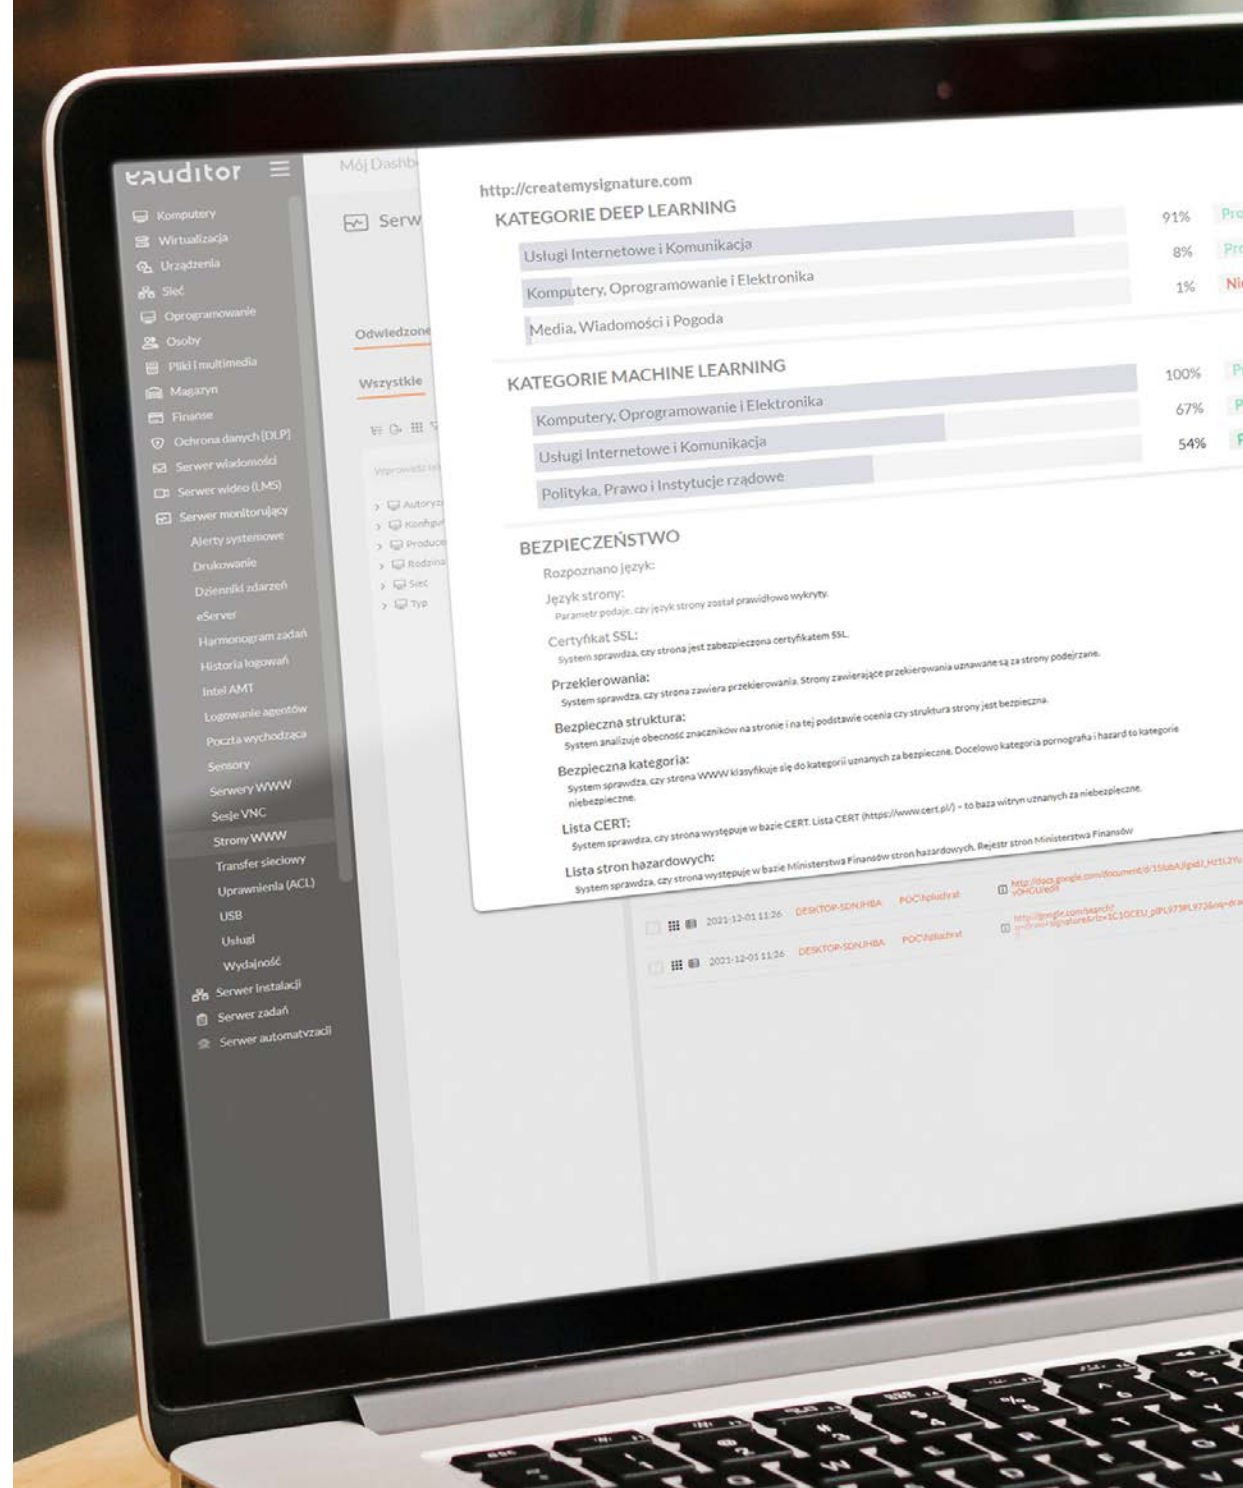 eauditor
Komputery
Wirtualizacja
Urządzenia
Sieć
Oprogramowanie
Osoby
Pliki i multimedia
Magazyn
Finanse
Ochrona danych [DLP]
Serwer wiadomości
Serwer wideo (LMS)
Serwer monitorujący
Alerty systemowe
Drukowanie
Dzienniki zdarzeń
eServer
Harmonogram zadań
Historia logowań
Intel AMT
Logowanie agentów
Poczta wychodząca
Sensory
Serwery WWW
Sesje VNC
Strony WWW
Transfer sieciowy
Uprawnienia (ACL)
USB
Usługi
Wydajność
Serwer instalacji
Serwer zadań
Serwer automatyzacji
Mój Dashb
Serw
Odwiedzone
Wszystkie
Autoryz
Konfigur
Produce
Rodzina
Sieć
Typ
http://createmysignature.com
KATEGORIE DEEP LEARNING
Usługi Internetowe i Komunikacja 91% Pro
Komputery, Oprogramowanie i Elektronika 8% Pro
Media, Wiadomości i Pogoda 1% Nie
KATEGORIE MACHINE LEARNING
Komputery, Oprogramowanie i Elektronika 100% P
Usługi Internetowe i Komunikacja 67% P
Polityka, Prawo i Instytucje rządowe 54% P
BEZPIECZEŃSTWO
Rozpoznano język:
Język strony:
Parametr podaje, czy język strony został prawidłowo wykryty.
Certyfikat SSL:
System sprawdza, czy strona jest zabezpieczona certyfikatem SSL.
Przekierowania:
System sprawdza, czy strona zawiera przekierowania. Strony zawierające przekierowania uznawane są za strony podejrzane.
Bezpieczna struktura:
System analizuje obecność znaczników na stronie i na tej podstawie ocenia czy struktura strony jest bezpieczna.
Bezpieczna kategoria:
System sprawdza, czy strona WWW klasyfikuje się do kategorii uznanych za bezpieczne. Docelowo kategoria pornografia i hazard to kategorie
niebezpieczne.
Lista CERT:
System sprawdza, czy strona występuje w bazie CERT. Lista CERT (https://www.cert.pl/) – to baza witryn uznanych za niebezpieczne.
Lista stron hazardowych:
System sprawdza, czy strona występuje w bazie Ministerstwa Finansów stron hazardowych. Rejestr stron Ministerstwa Finansów
2021-12-01 11:26 DESKTOP-SDNJHBA
2021-12-01 11:26 DESKTOP-SDNJHBA